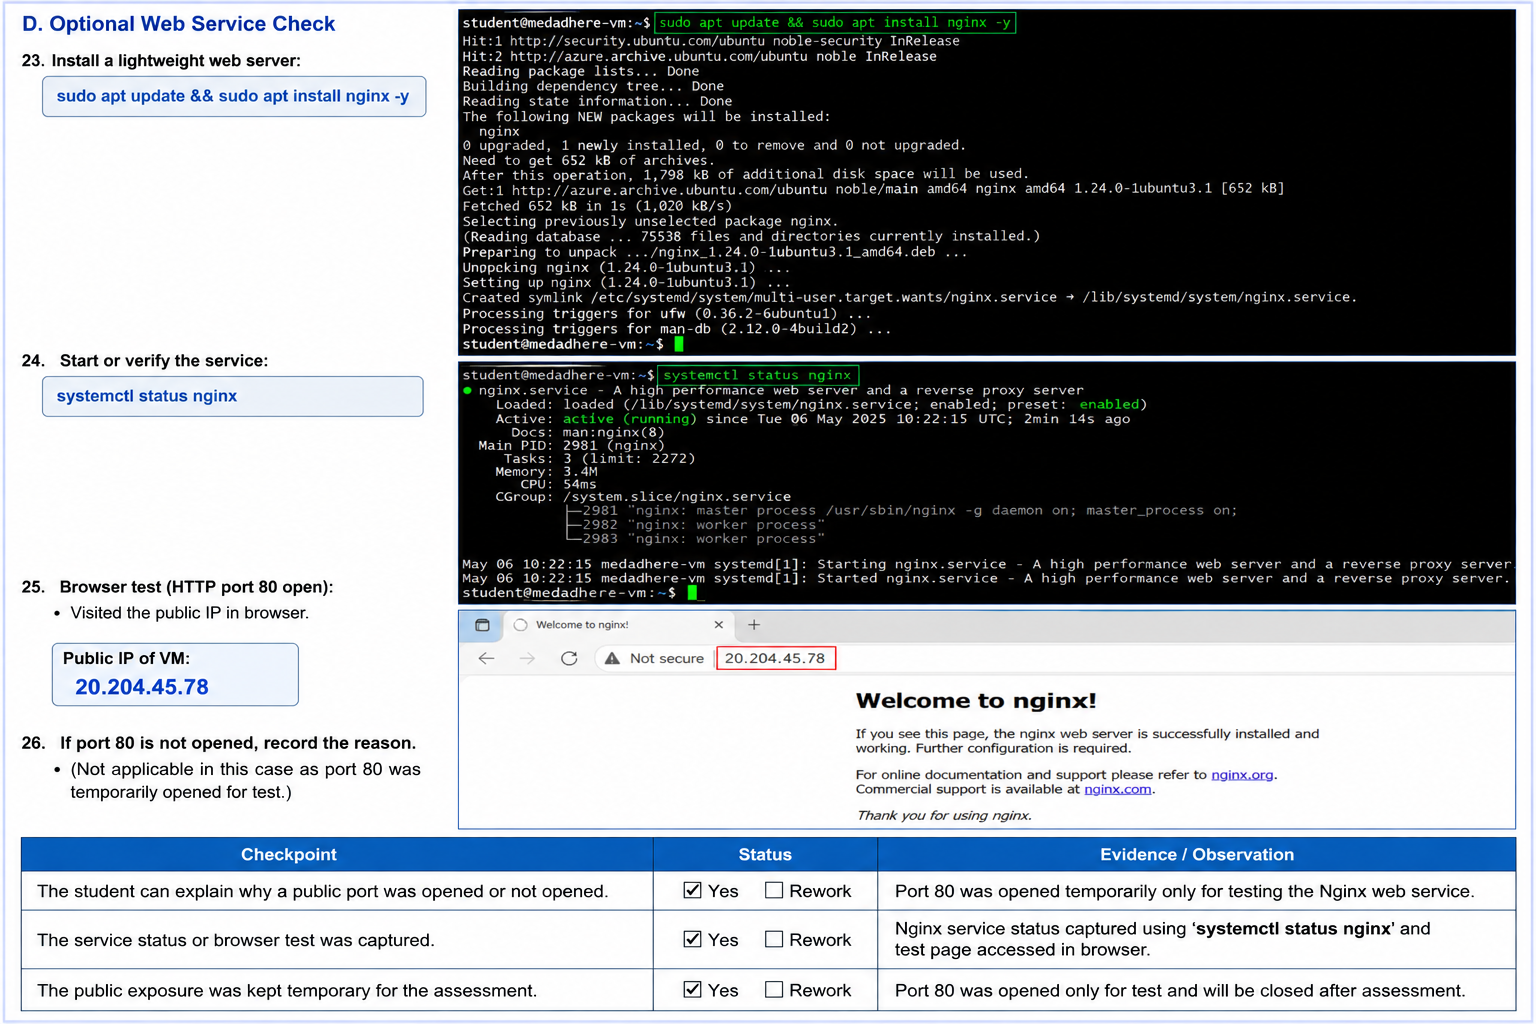 D. Optional Web Service Check
23. Install a lightweight web server:
sudo apt update && sudo apt install nginx -y
student@medadhere-vm:~$ sudo apt update && sudo apt install nginx -y
Hit:1 http://security.ubuntu.com/ubuntu noble-security InRelease
Hit:2 http://azure.archive.ubuntu.com/ubuntu noble InRelease
Reading package lists... Done
Building dependency tree... Done
Reading state information... Done
The following NEW packages will be installed:
nginx
0 upgraded, 1 newly installed, 0 to remove and 0 not upgraded.
Need to get 652 kB of archives.
After this operation, 1,798 kB of additional disk space will be used.
Get:1 http://azure.archive.ubuntu.com/ubuntu noble/main amd64 nginx amd64 1.24.0-1ubuntu3.1 [652 kB]
Fetched 652 kB in 1s (1,020 kB/s)
Selecting previously unselected package nginx.
(Reading database ... 75538 files and directories currently installed.)
Preparing to unpack .../nginx_1.24.0-1ubuntu3.1_amd64.deb ...
Unpocking nginx (1.24.0-1ubuntu3.1) ...
Setting up nginx (1.24.0-1ubuntu3.1) ...
Craated symlink /etc/systemd/system/multi-user.target.wants/nginx.service → /lib/systemd/system/nginx.service.
Processing triggers for ufw (0.36.2-6ubuntu1) ...
Processing triggers for man-db (2.12.0-4build2) ...
student@medadhere-vm:~$
24. Start or verify the service:
systemctl status nginx
student@medadhere-vm:~$ systemctl status nginx
● nginx.service - A high performance web server and a reverse proxy server
Loaded: loaded (/lib/systemd/system/nginx.service; enabled; preset: enabled)
Active: active (running) since Tue 06 May 2025 10:22:15 UTC; 2min 14s ago
Docs: man:nginx(8)
Main PID: 2981 (nginx)
Tasks: 3 (limit: 2272)
Memory: 3.4M
CPU: 54ms
CGroup: /system.slice/nginx.service
├─2981 "nginx: master process /usr/sbin/nginx -g daemon on; master_process on;
├─2982 "nginx: worker process"
└─2983 "nginx: worker process"
May 06 10:22:15 medadhere-vm systemd[1]: Starting nginx.service - A high performance web server and a reverse proxy server.
May 06 10:22:15 medadhere-vm systemd[1]: Started nginx.service - A high performance web server and a reverse proxy server.
student@medadhere-vm:~$
25. Browser test (HTTP port 80 open):
• Visited the public IP in browser.
Public IP of VM:
20.204.45.78
Welcome to nginx!
Not secure 20.204.45.78
Welcome to nginx!
If you see this page, the nginx web server is successfully installed and
working. Further configuration is required.
For online documentation and support please refer to nginx.org.
Commercial support is available at nginx.com.
Thank you for using nginx.
26. If port 80 is not opened, record the reason.
• (Not applicable in this case as port 80 was
temporarily opened for test.)
Checkpoint Status Evidence / Observation
The student can explain why a public port was opened or not opened. Yes Rework Port 80 was opened temporarily only for testing the Nginx web service.
The service status or browser test was captured. Yes Rework Nginx service status captured using ‘systemctl status nginx’ and
test page accessed in browser.
The public exposure was kept temporary for the assessment. Yes Rework Port 80 was opened only for test and will be closed after assessment.